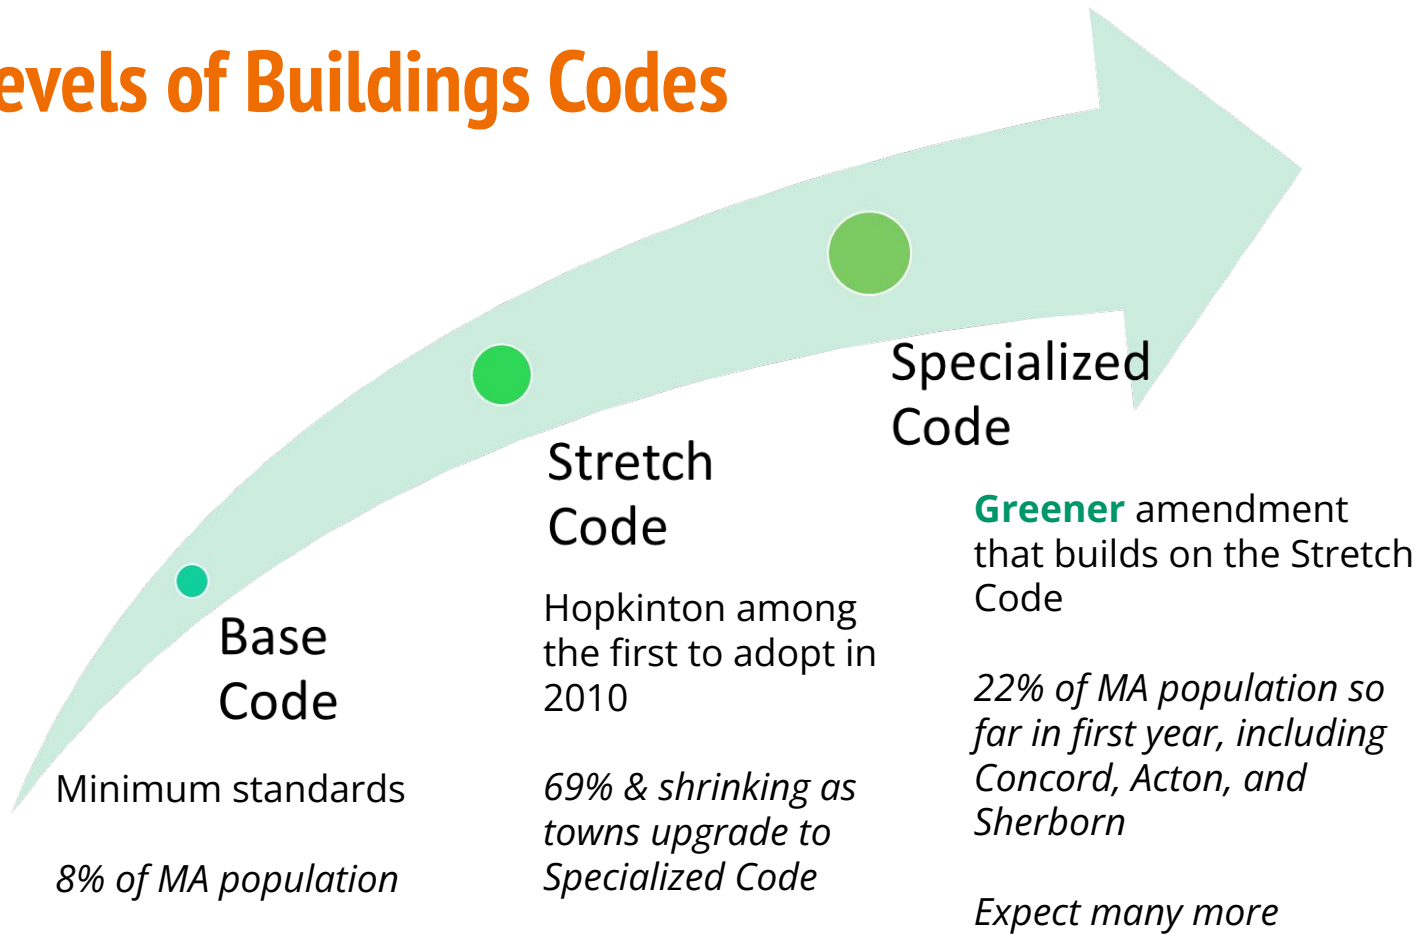 evels of Buildings Codes
Base
Code
Minimum standards
8% of MA population
Stretch
Code
Hopkinton among
the first to adopt in
2010
69% & shrinking as
towns upgrade to
Specialized Code
Specialized
Code
Greener amendment
that builds on the Stretch
Code
22% of MA population so
far in first year, including
Concord, Acton, and
Sherborn
Expect many more